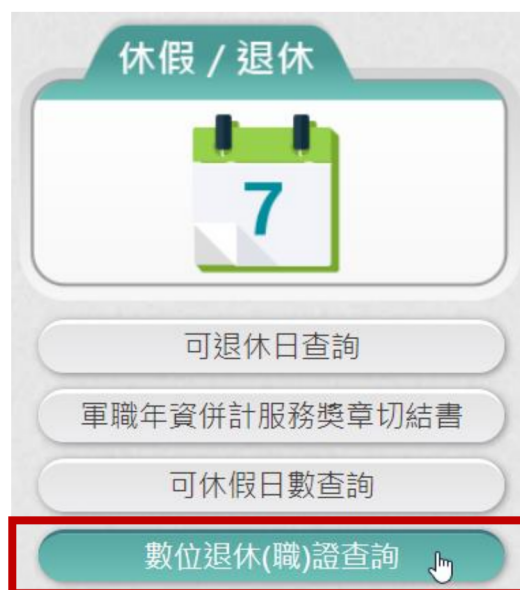 休假 / 退休
7
可退休日查詢
軍職年資併計服務獎章切結書
可休假日數查詢
數位退休(職)證查詢